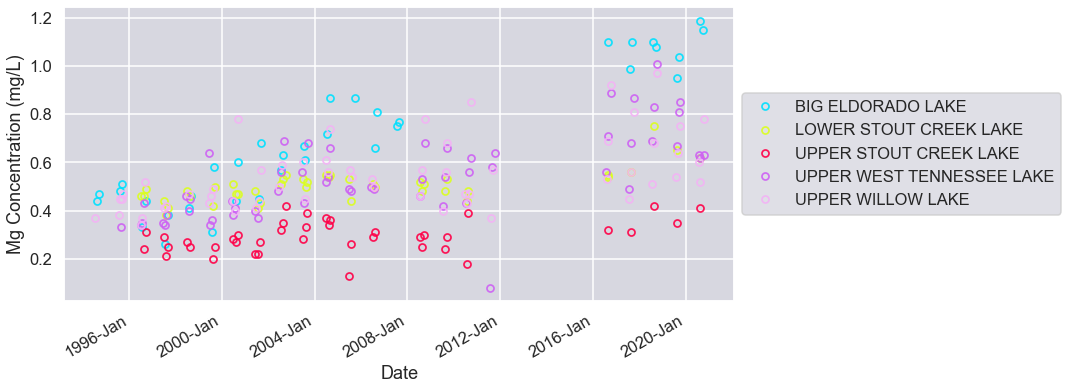 Mg Concentration (mg/L)
1.2
1.0
0.8
0.6
0.4
0.2
1996-Jan
2000-Jan
2004-Jan
2008-Jan
2012-Jan
2016-Jan
2020-Jan
Date
BIG ELDORADO LAKE
LOWER STOUT CREEK LAKE
UPPER STOUT CREEK LAKE
UPPER WEST TENNESSEE LAKE
UPPER WILLOW LAKE